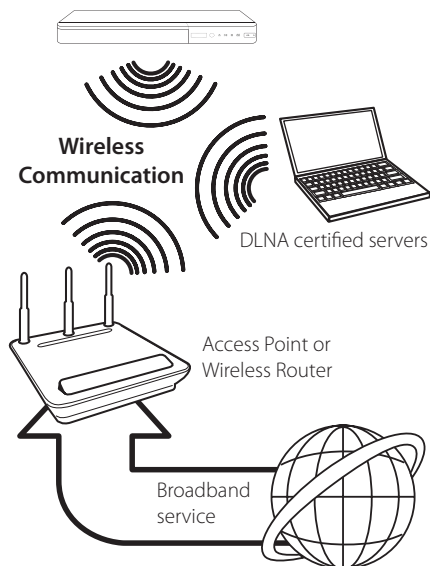 Wireless
Communication
DLNA certified servers
Access Point or
Wireless Router
Broadband
service